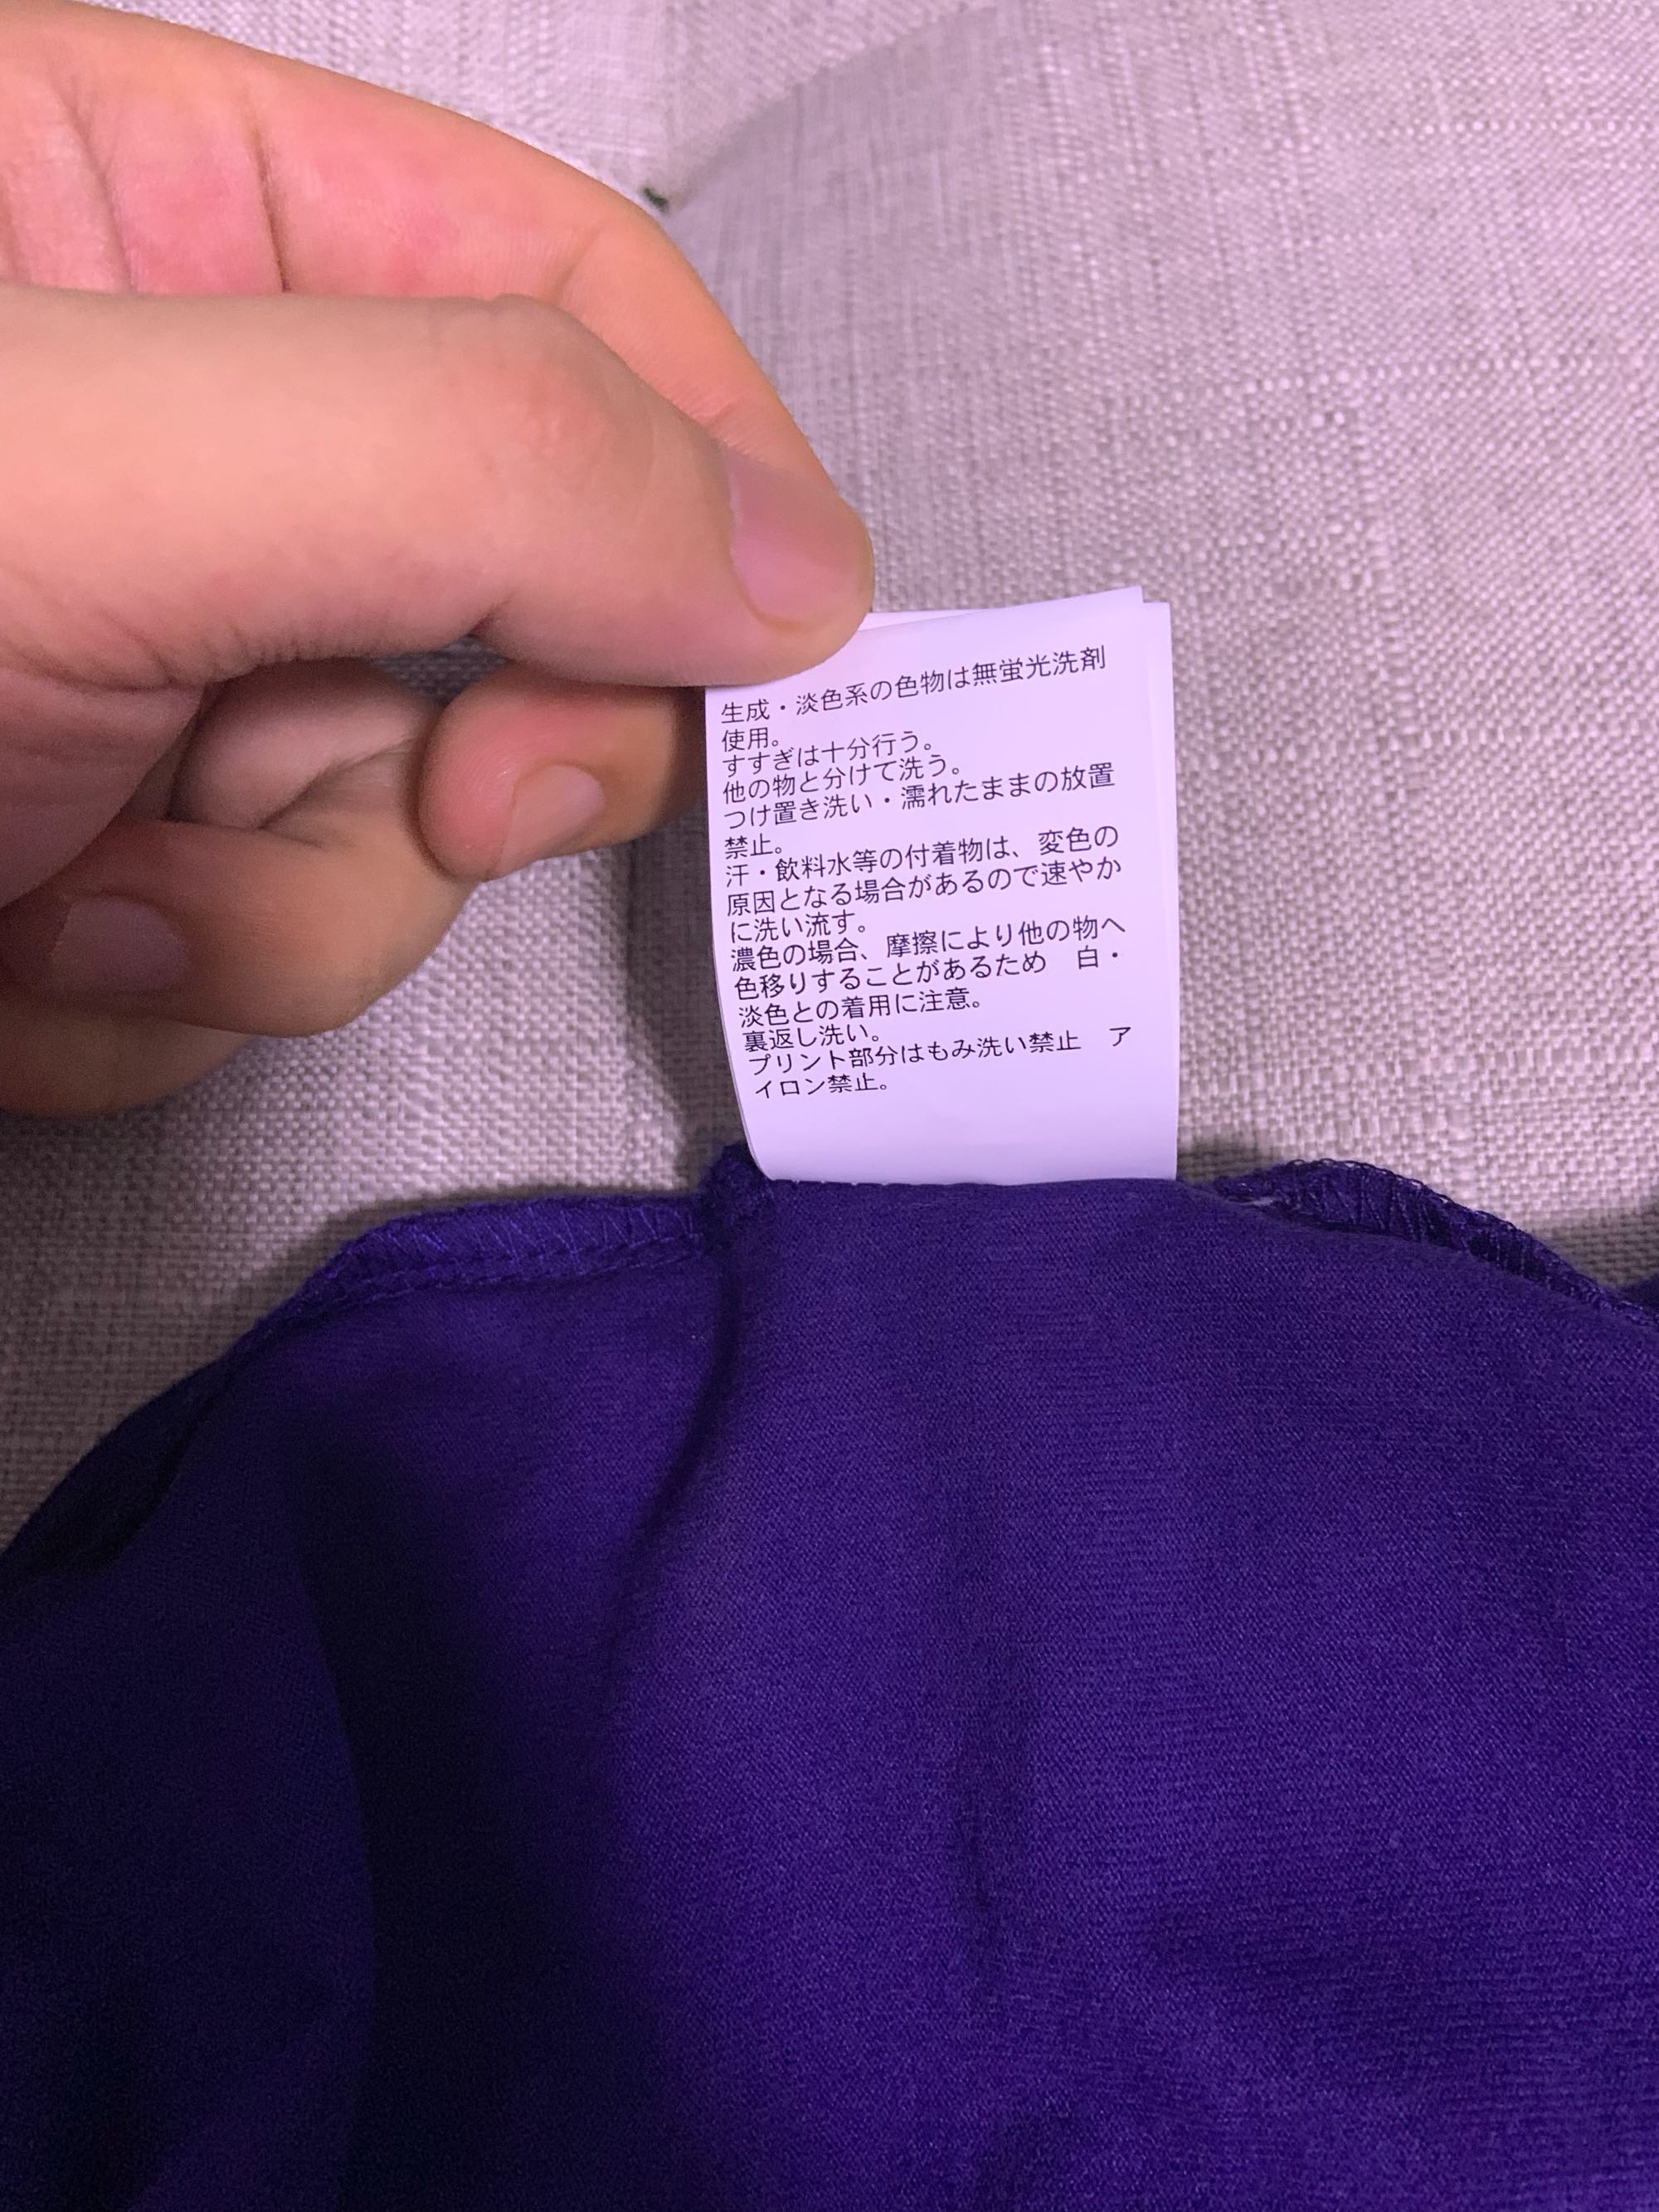 生成・淡色系の色物は無蛍光洗剤
使用。
すすぎは十分行う。
他の物と分けて洗う。
つけ置き洗い・濡れたままの放置
禁止。
汗・飲料水等の付着物は、変色の
原因となる場合があるので速やか
に洗い流す。
濃色の場合、摩擦により他の物へ
色移りすることがあるため　白・
淡色との着用に注意。
裏返し洗い。
プリント部分はもみ洗い禁止　ア
イロン禁止。